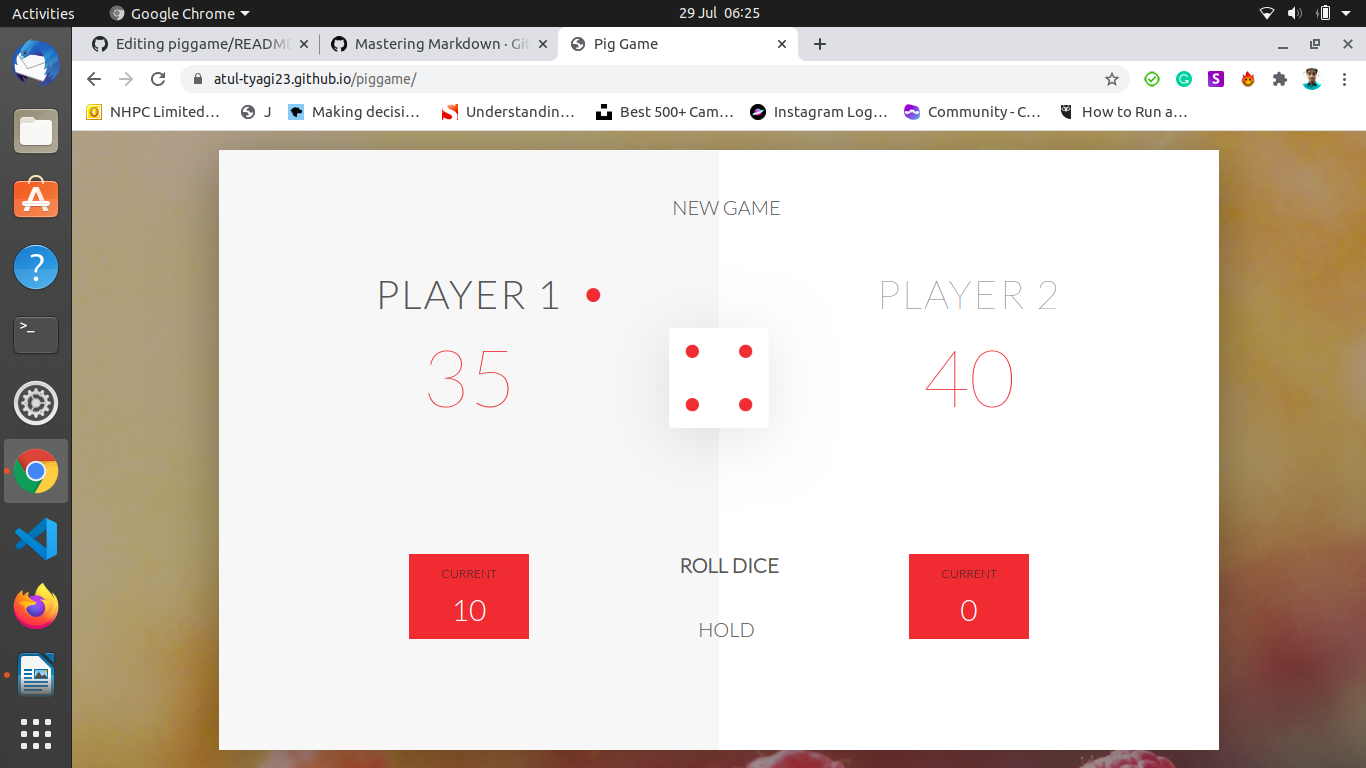 Activities Google Chrome 29 Jul 06:25
Editing piggame/README Mastering Markdown · Git Pig Game
atul-tyagi23.github.io/piggame/
NHPC Limited… J Making decisi… Understandin… Best 500+ Cam… Instagram Log… Community - C… How to Run a…
NEW GAME
PLAYER 1 PLAYER 2
35 40
CURRENT ROLL DICE CURRENT
10 0
HOLD